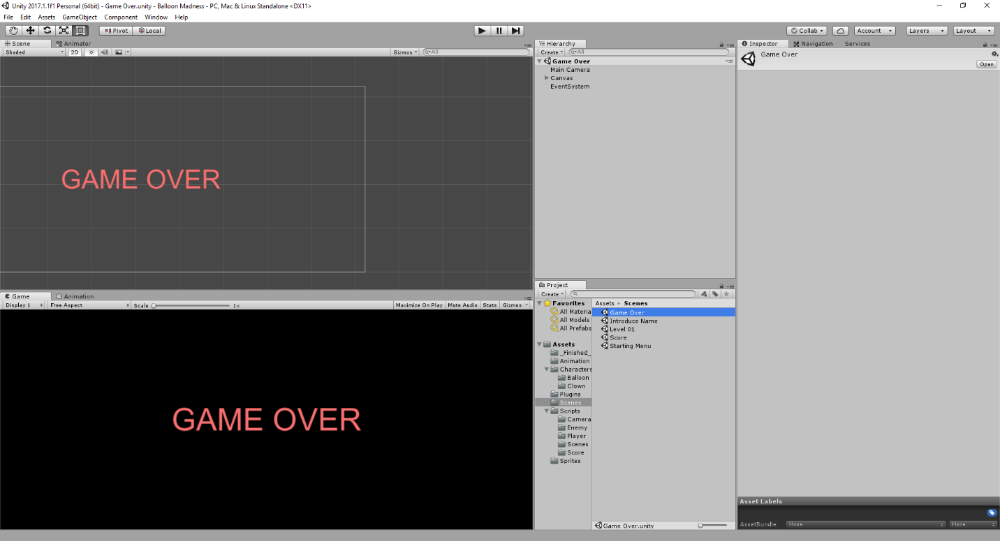 Unity 2017.1.1f1 Personal (64bit) - Game Over.unity - Balloon Madness - PC, Mac & Linux Standalone <DX11>
File Edit Assets GameObject Component Window Help
Pivot Local Collab Account Layers Layout
Scene Animator
Shaded 2D Gizmos All
GAME OVER
Game Animation
Display 1 Free Aspect Scale 1x Maximize On Play Mute Audio Stats Gizmos
GAME OVER
Hierarchy
Create All
Game Over
Main Camera
Canvas
EventSystem
Project
Create
Favorites
All Materia
All Models
All Prefabs
Assets
_Finished_
Animation
Characters
Balloon
Clown
Plugins
Scenes
Scripts
Camera
Enemy
Player
Scenes
Score
Sprites
Assets Scenes
Game Over
Introduce Name
Level 01
Score
Starting Menu
Game Over.unity
Inspector Navigation Services
Game Over
Open
Asset Labels
AssetBundle None None